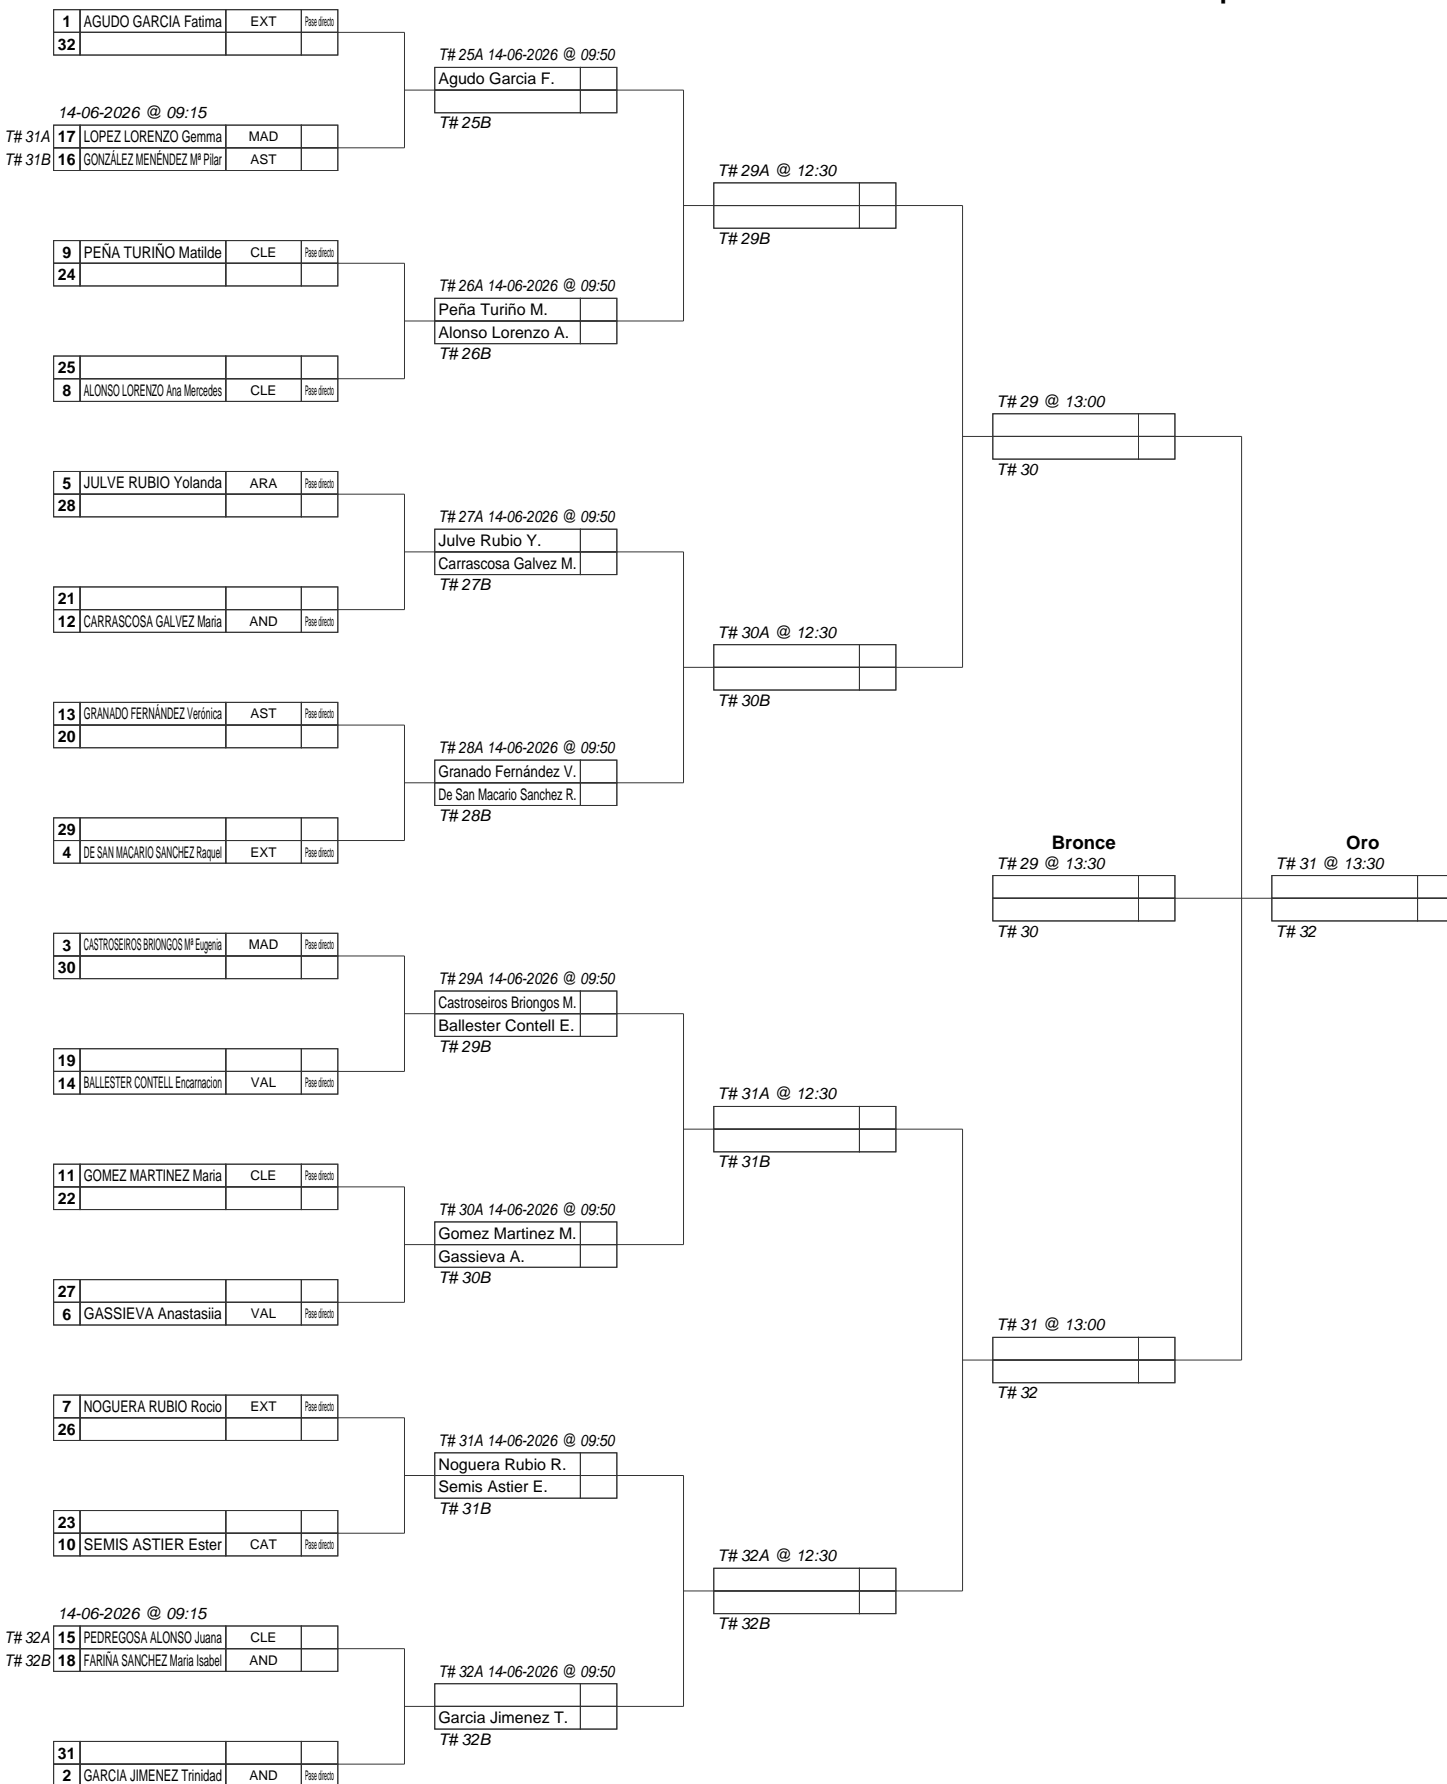 1 AGUDO GARCIA Fatima EXT Pase directo
32
T# 25A 14-06-2026 @ 09:50
Agudo Garcia F.
T# 25B
14-06-2026 @ 09:15
T# 31A 17 LOPEZ LORENZO Gemma MAD
T# 31B 16 GONZÁLEZ MENÉNDEZ Mª Pilar AST
T# 29A @ 12:30
T# 29B
9 PEÑA TURIÑO Matilde CLE Pase directo
24
T# 26A 14-06-2026 @ 09:50
Peña Turiño M.
Alonso Lorenzo A.
T# 26B
25
8 ALONSO LORENZO Ana Mercedes CLE Pase directo
T# 29 @ 13:00
T# 30
5 JULVE RUBIO Yolanda ARA Pase directo
28
T# 27A 14-06-2026 @ 09:50
Julve Rubio Y.
Carrascosa Galvez M.
T# 27B
21
12 CARRASCOSA GALVEZ Maria AND Pase directo
T# 30A @ 12:30
T# 30B
13 GRANADO FERNÁNDEZ Verónica AST Pase directo
20
T# 28A 14-06-2026 @ 09:50
Granado Fernández V.
De San Macario Sanchez R.
T# 28B
29
4 DE SAN MACARIO SANCHEZ Raquel EXT Pase directo
Bronce
T# 29 @ 13:30
T# 30
Oro
T# 31 @ 13:30
T# 32
3 CASTROSEIROS BRIONGOS Mª Eugenia MAD Pase directo
30
T# 29A 14-06-2026 @ 09:50
Castroseiros Briongos M.
Ballester Contell E.
T# 29B
19
14 BALLESTER CONTELL Encarnacion VAL Pase directo
T# 31A @ 12:30
T# 31B
11 GOMEZ MARTINEZ Maria CLE Pase directo
22
T# 30A 14-06-2026 @ 09:50
Gomez Martinez M.
Gassieva A.
T# 30B
27
6 GASSIEVA Anastasiia VAL Pase directo
T# 31 @ 13:00
T# 32
7 NOGUERA RUBIO Rocio EXT Pase directo
26
T# 31A 14-06-2026 @ 09:50
Noguera Rubio R.
Semis Astier E.
T# 31B
23
10 SEMIS ASTIER Ester CAT Pase directo
T# 32A @ 12:30
T# 32B
14-06-2026 @ 09:15
T# 32A 15 PEDREGOSA ALONSO Juana CLE
T# 32B 18 FARIÑA SANCHEZ Maria Isabel AND
T# 32A 14-06-2026 @ 09:50
Garcia Jimenez T.
T# 32B
31
2 GARCIA JIMENEZ Trinidad AND Pase directo